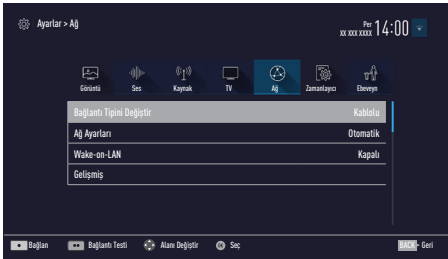 Ayarlar > Ağ
Per
xx xxx xxxx 14:00
Görüntü Ses Kaynak TV Ağ Zamanlayıcı Ebeveyn
Bağlantı Tipini Değiştir Kablolu
Ağ Ayarları Otomatik
Wake-on-LAN Kapalı
Gelişmiş
Bağlan Bağlantı Testi Alanı Değiştir OK Seç BACK Geri